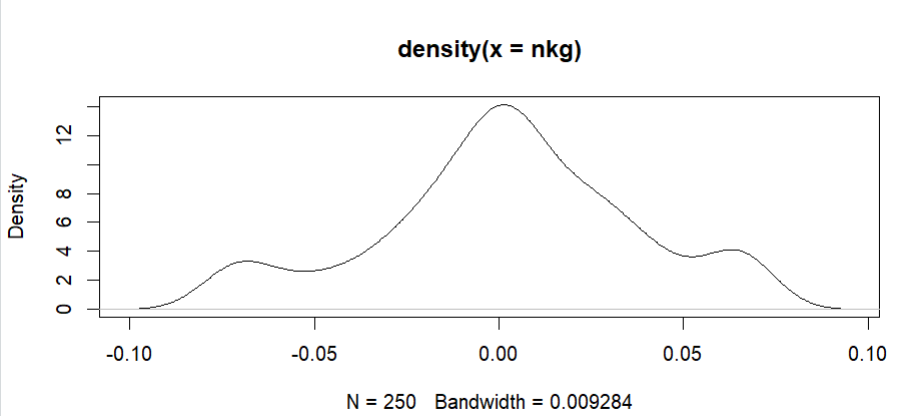 density(x = nkg)
Density
12
8
6
4
2
0
-0.10 -0.05 0.00 0.05 0.10
N = 250 Bandwidth = 0.009284